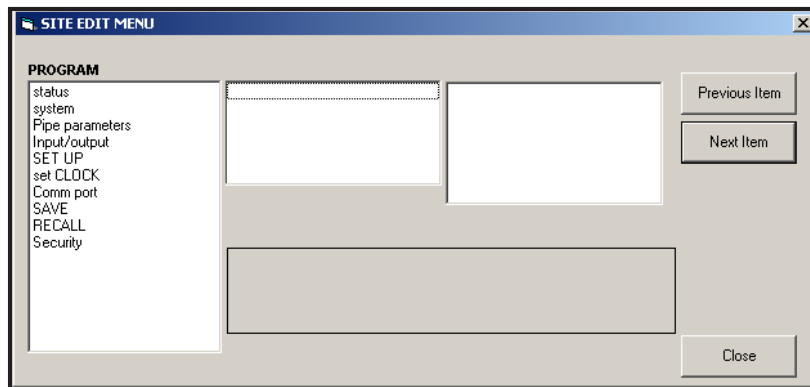 SITE EDIT MENU
PROGRAM
status
system
Pipe parameters
Input/output
SET UP
set CLOCK
Comm port
SAVE
RECALL
Security
Previous Item
Next Item
Close